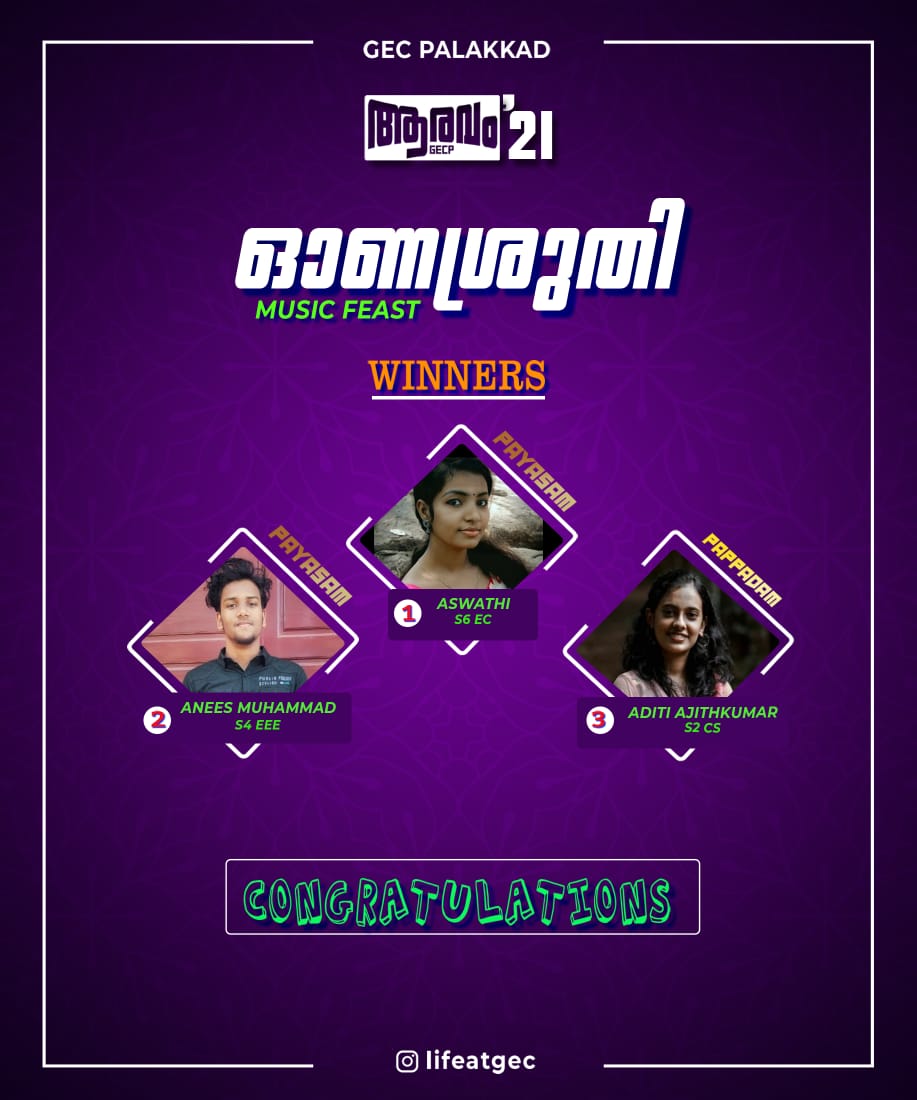 GEC PALAKKAD
ആരവം '21
GECP
ഓണശ്രുതി
MUSIC FEAST
WINNERS
PAYASAM
1 ASWATHI
S6 EC
PAYASAM
2 ANEES MUHAMMAD
S4 EEE
PAPPADAM
3 ADITI AJITHKUMAR
S2 CS
CONGRATULATIONS
lifeatgec